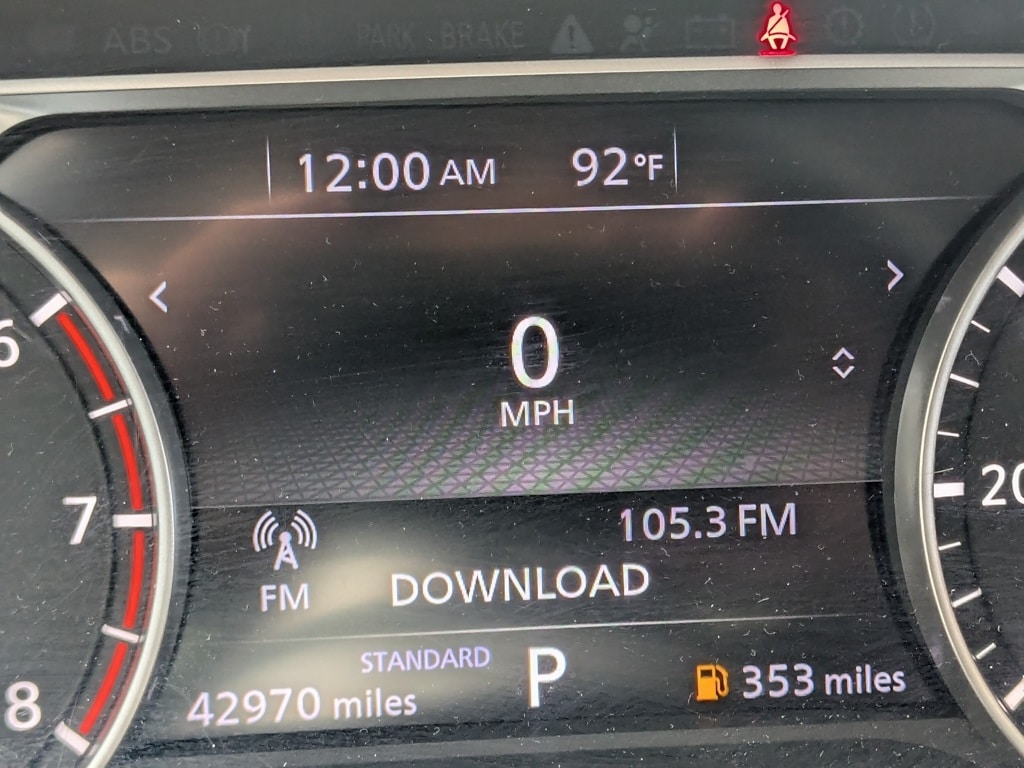 ABS PARK BRAKE
12:00 AM 92°F
0
MPH
6
7
8
20
105.3 FM
FM
DOWNLOAD
STANDARD
P
42970 miles
353 miles